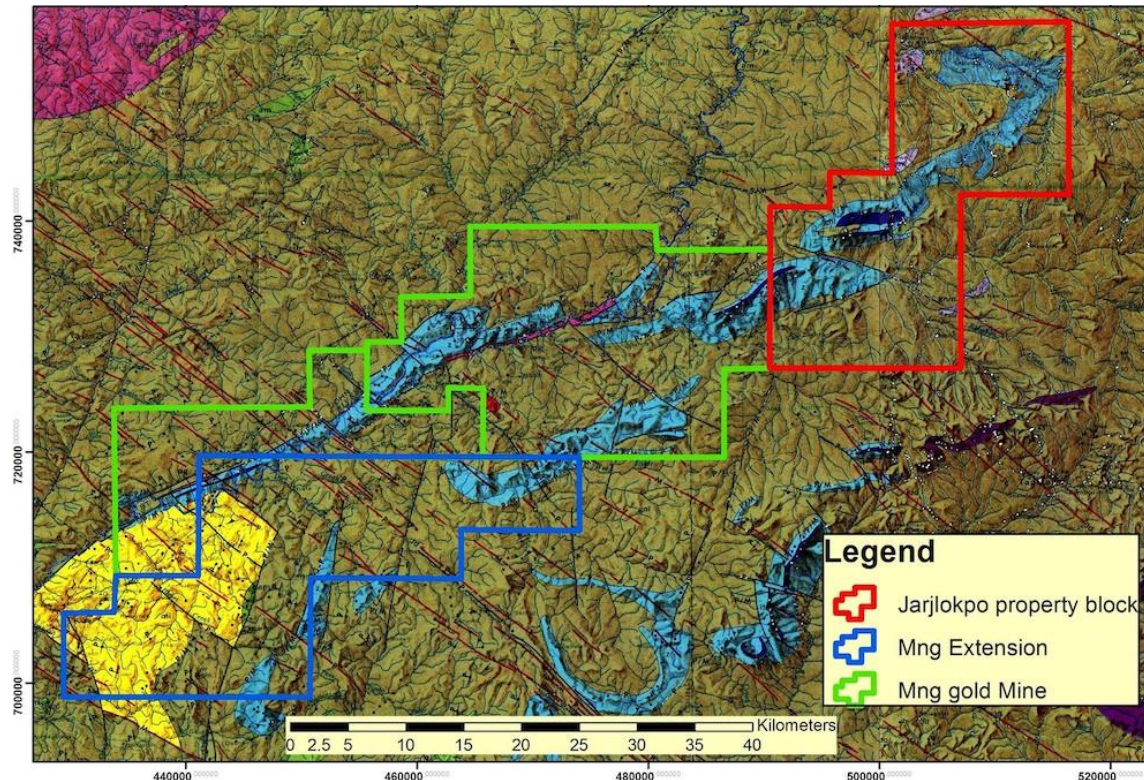 740000
720000
700000
Legend
Jarjlokpo property block
Mng Extension
Mng gold Mine
Kilometers
0 2.5 5 10 15 20 25 30 35 40
440000 460000 480000 500000 520000